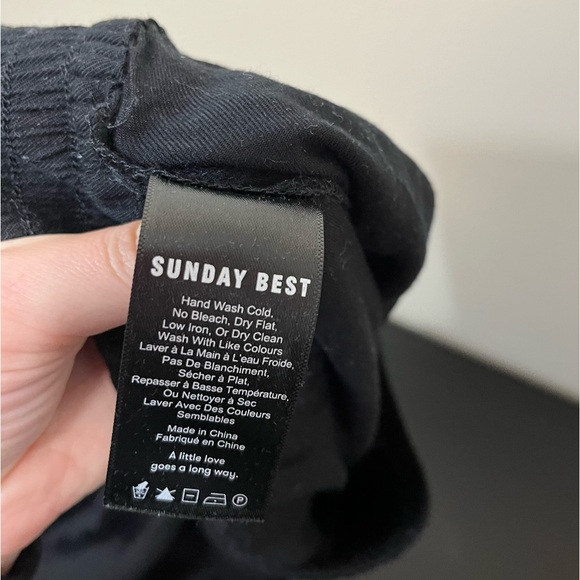 SUNDAY BEST
Hand Wash Cold.
No Bleach, Dry Flat,
Low Iron, Or Dry Clean
Wash With Like Colours
Laver à La Main à L'eau Froide,
Pas De Blanchiment,
Sécher à Plat,
Repasser à Basse Température,
Ou Nettoyer à Sec
Laver Avec Des Couleurs
Semblables
Made in China
Fabriqué en Chine
A little love
goes a long way.
P